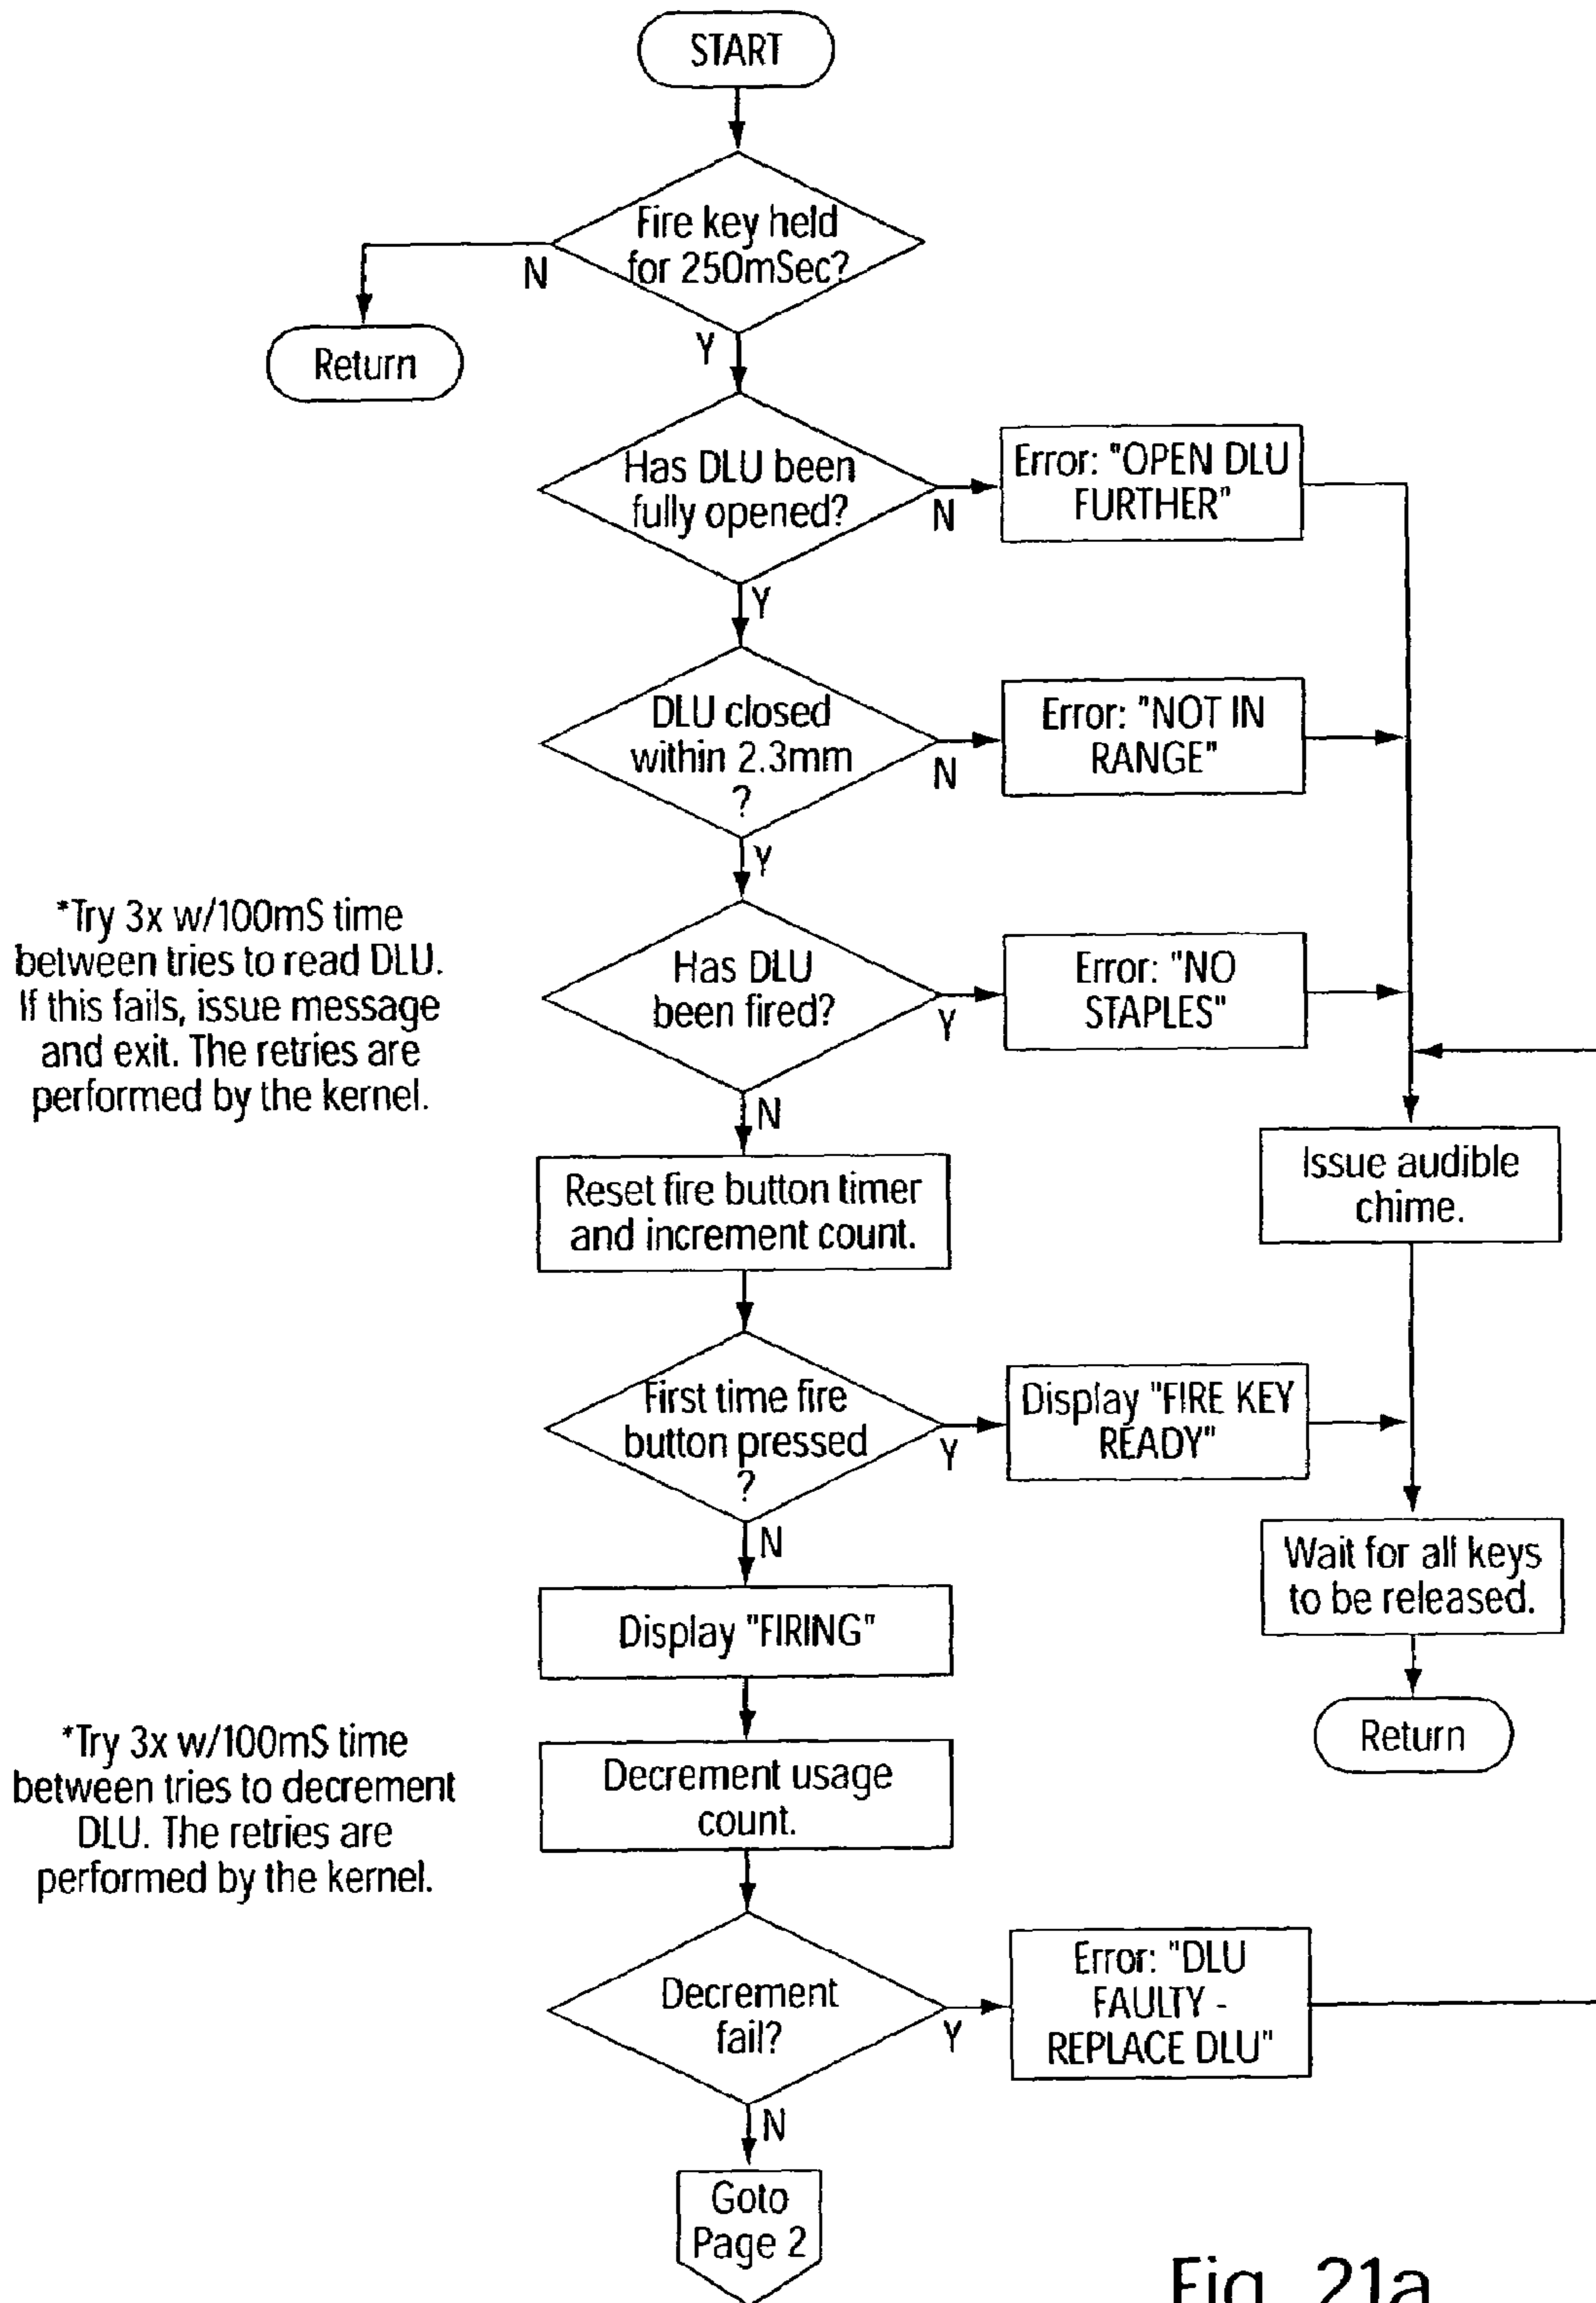 START
Fire key held
for 250mSec?
N
Y
Return
Has DLU been
fully opened?
N
Error: "OPEN DLU
FURTHER"
Y
DLU closed
within 2.3mm
?
N
Error: "NOT IN
RANGE"
Y
*Try 3x w/100mS time
between tries to read DLU.
If this fails, issue message
and exit. The retries are
performed by the kernel.
Has DLU
been fired?
Y
Error: "NO
STAPLES"
N
Issue audible
chime.
Reset fire button timer
and increment count.
First time fire
button pressed
?
Y
Display "FIRE KEY
READY"
N
Wait for all keys
to be released.
Display "FIRING"
Return
*Try 3x w/100mS time
between tries to decrement
DLU. The retries are
performed by the kernel.
Decrement usage
count.
Decrement
fail?
Y
Error: "DLU
FAULTY -
REPLACE DLU"
N
Goto
Page 2
Fig. 21a